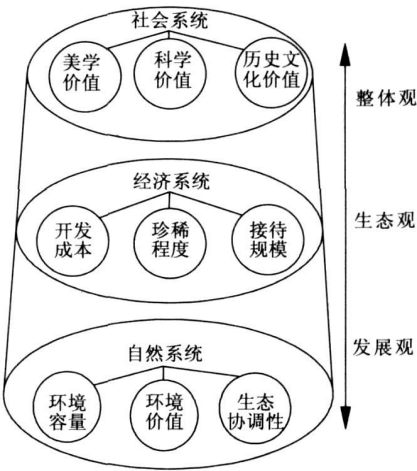 社会系统
美学
价值
科学
价值
历史文
化价值
整体观
经济系统
开发
成本
珍稀
程度
接待
规模
生态观
自然系统
环境
容量
环境
价值
生态
协调性
发展观